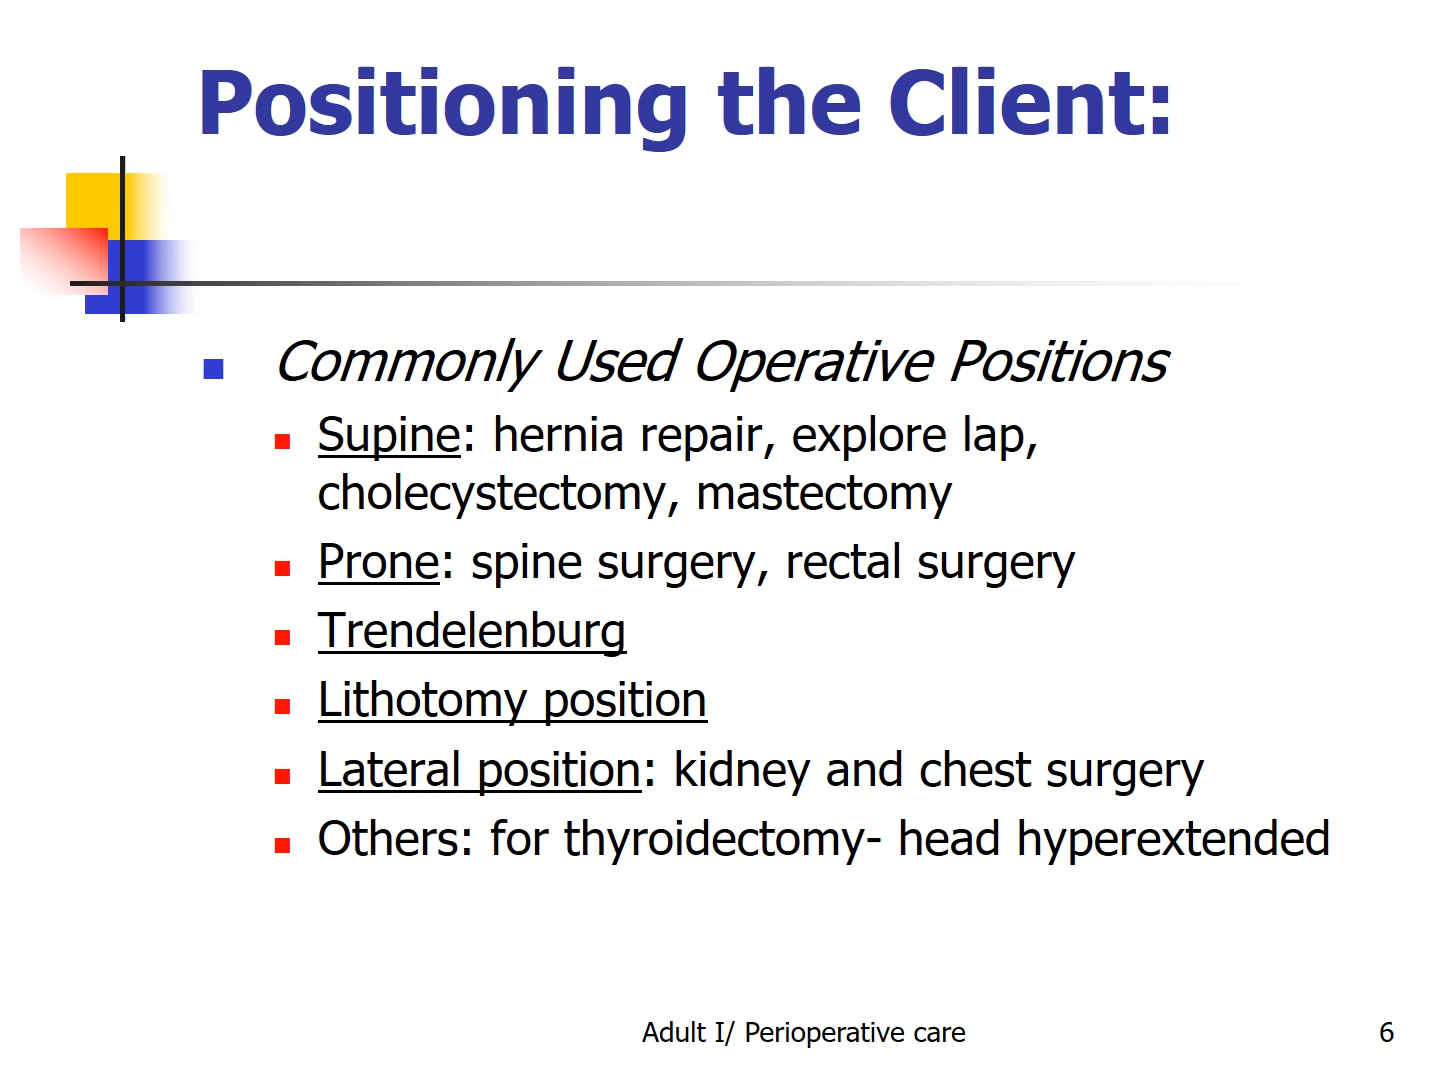 Positioning the Client:
Commonly Used Operative Positions
Supine: hernia repair, explore lap,
cholecystectomy, mastectomy
Prone: spine surgery, rectal surgery
Trendelenburg
Lithotomy position
Lateral position: kidney and chest surgery
Others: for thyroidectomy- head hyperextended
Adult I/ Perioperative care
6